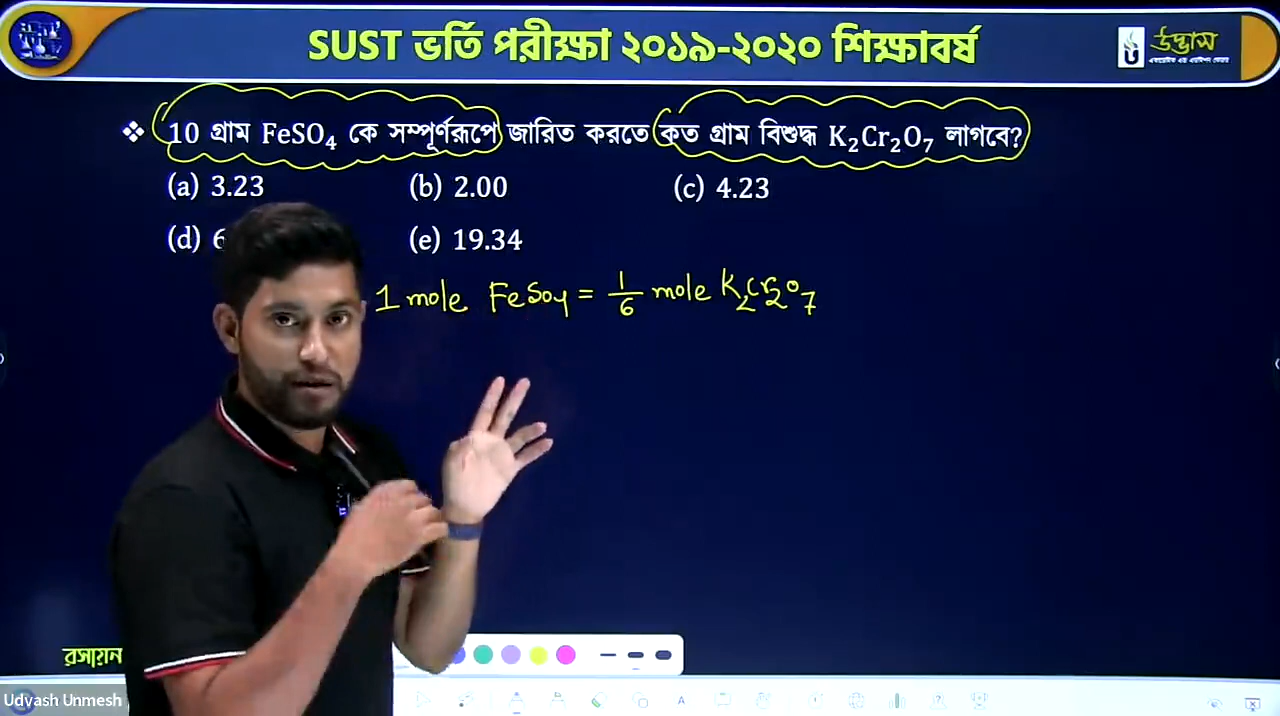 SUST ভর্তি পরীক্ষা ২০১৯-২০২০ শিক্ষাবর্ষ
U উদ্ভাস
❖ 10 গ্রাম FeSO₄ কে সম্পূর্ণরূপে জারিত করতে কত গ্রাম বিশুদ্ধ K₂Cr₂O₇ লাগবে?
(a) 3.23 (b) 2.00 (c) 4.23
(d) 6 (e) 19.34
1 mole FeSO4 = 1/6 mole K₂Cr₂O₇
রসায়ন
Udvash Unmesh